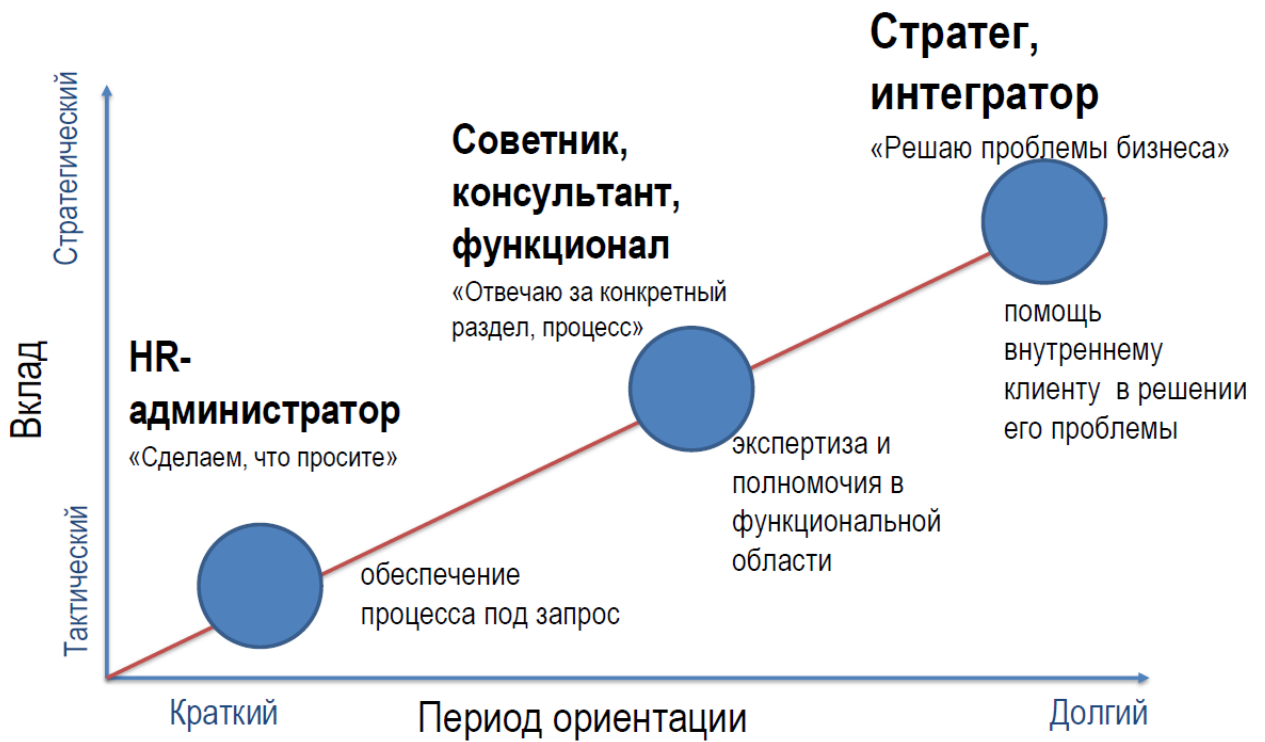 Стратег,
интегратор
«Решаю проблемы бизнеса»
Советник,
консультант,
функционал
«Отвечаю за конкретный
раздел, процесс»
HR-
администратор
«Сделаем, что просите»
помощь
внутреннему
клиенту в решении
его проблемы
экспертиза и
полномочия в
функциональной
области
обеспечение
процесса под запрос
Стратегический
Вклад
Тактический
Краткий
Период ориентации
Долгий